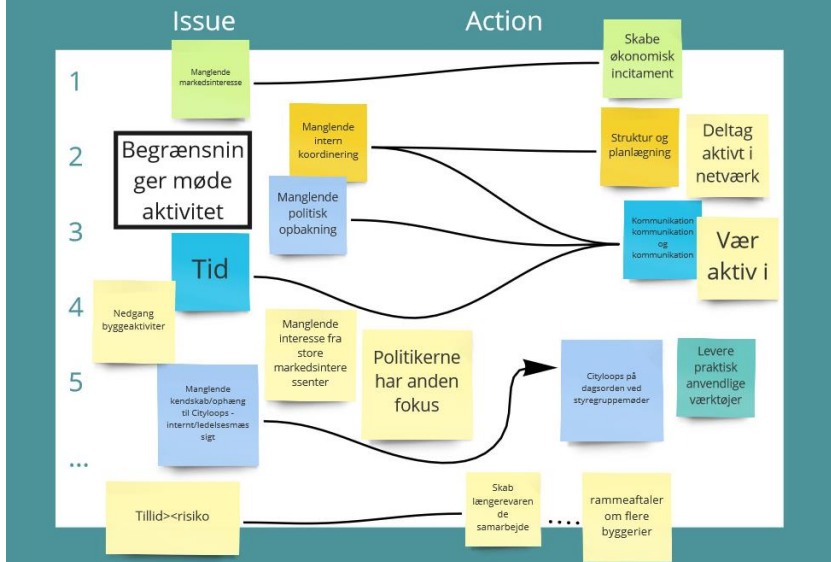 Issue
Action
1
Manglende
markedsinteresse
Skabe
økonomisk
incitament
2
Begrænsnin
ger møde
aktivitet
Manglende
intern
koordinering
Struktur og
planlægning
Deltag
aktivt i
netværk
3
Manglende
politisk
opbakning
Kommunikation
kommunikation
og
kommunikation
Vær
aktiv i
Tid
4
Nedgang
byggeaktiviter
Manglende
interesse fra
store
markedsintere
ssenter
Politikerne
har anden
fokus
5
Manglende
kendskab/ophæng
til Cityloops -
internt/ledelsesmæs
sigt
Cityloops på
dagsorden ved
styregruppemøder
Levere
praktisk
anvendlige
værktøjer
...
Tillid><risiko
Skab
længerevaren
de
samarbejde
....
rammeaftaler
om flere
byggerier